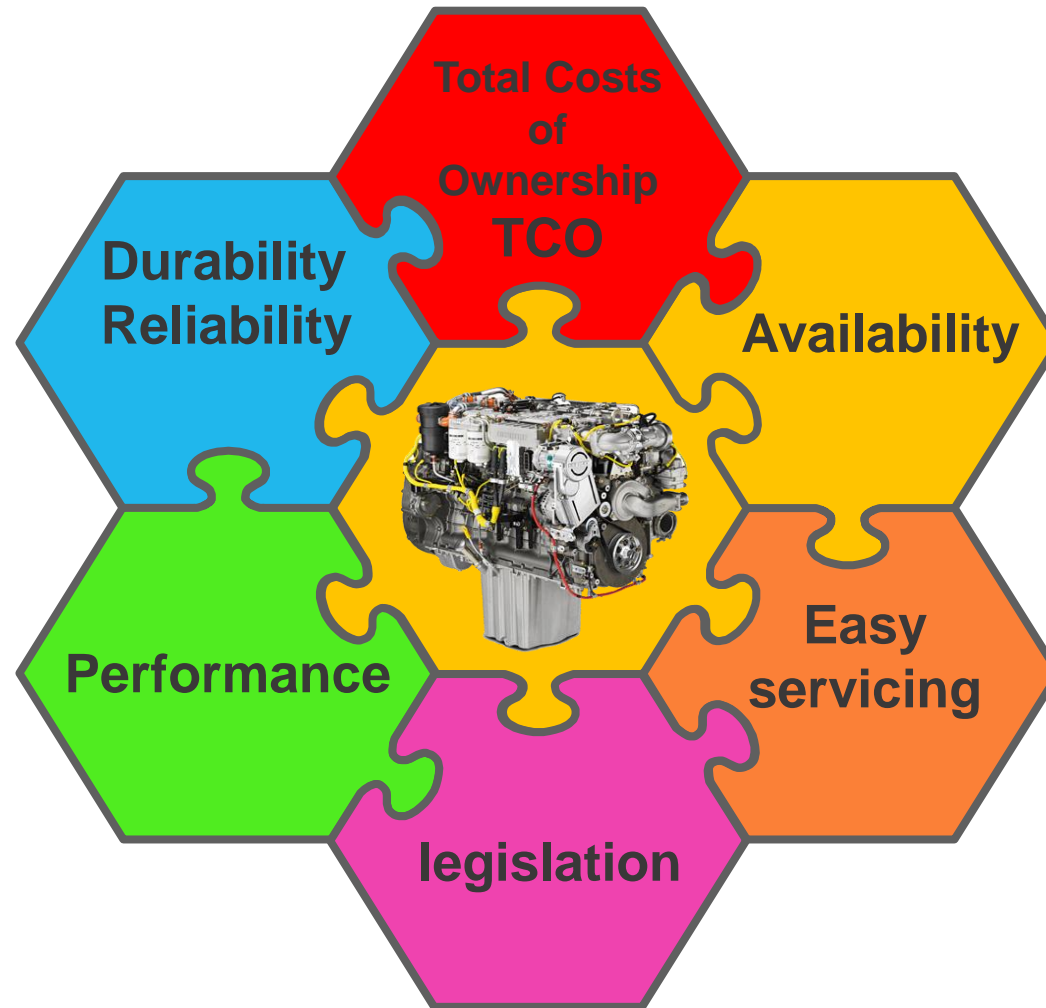 Total Costs
of
Ownership
TCO
Durability
Reliability
Availability
Performance
Easy
servicing
legislation